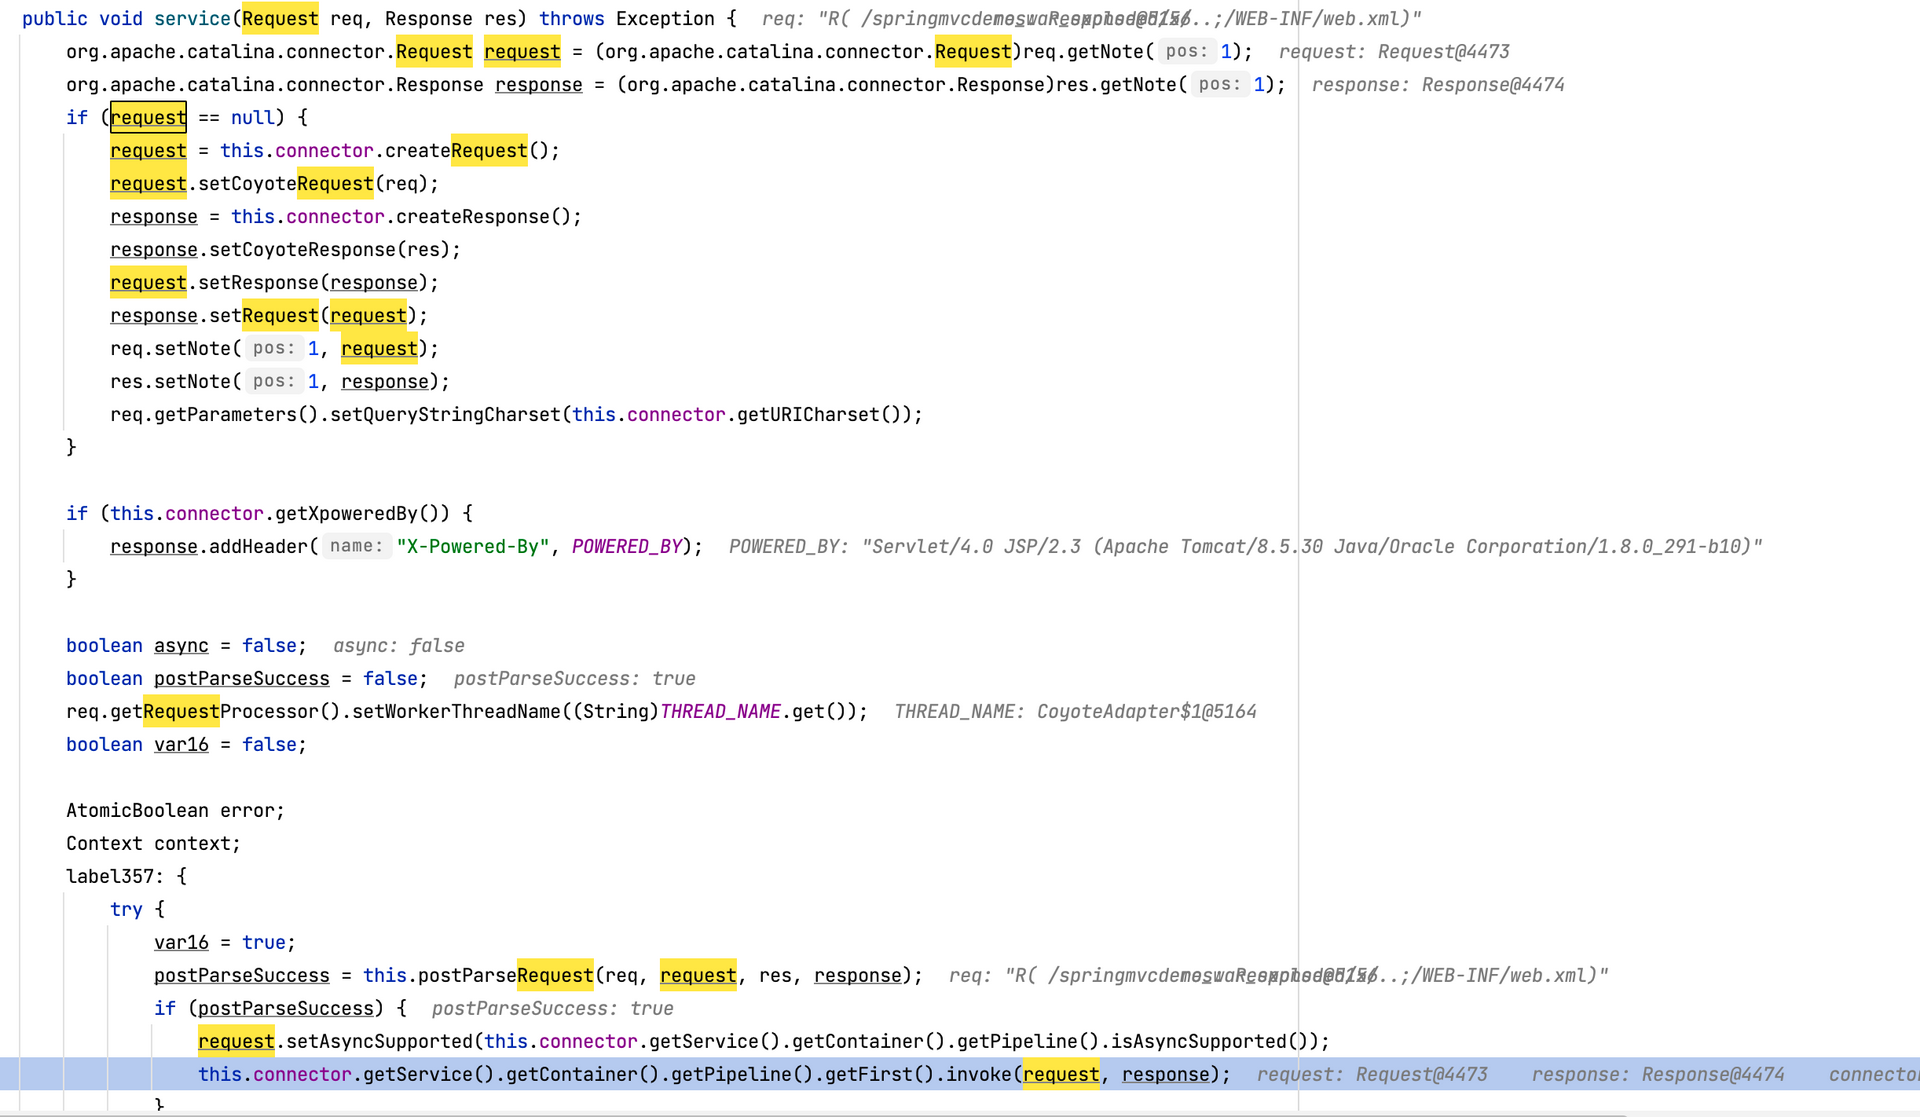 public void service(Request req, Response res) throws Exception {  req: "R( /springmvcdemo_war_exploded/x/..;/WEB-INF/web.xml)"
org.apache.catalina.connector.Request request = (org.apache.catalina.connector.Request)req.getNote( pos: 1);  request: Request@4473
org.apache.catalina.connector.Response response = (org.apache.catalina.connector.Response)res.getNote( pos: 1);  response: Response@4474
if (request == null) {
request = this.connector.createRequest();
request.setCoyoteRequest(req);
response = this.connector.createResponse();
response.setCoyoteResponse(res);
request.setResponse(response);
response.setRequest(request);
req.setNote( pos: 1, request);
res.setNote( pos: 1, response);
req.getParameters().setQueryStringCharset(this.connector.getURICharset());
}
if (this.connector.getXpoweredBy()) {
response.addHeader( name: "X-Powered-By", POWERED_BY);  POWERED_BY: "Servlet/4.0 JSP/2.3 (Apache Tomcat/8.5.30 Java/Oracle Corporation/1.8.0_291-b10)"
}
boolean async = false;  async: false
boolean postParseSuccess = false;  postParseSuccess: true
req.getRequestProcessor().setWorkerThreadName((String)THREAD_NAME.get());  THREAD_NAME: CoyoteAdapter$1@5164
boolean var16 = false;
AtomicBoolean error;
Context context;
label357: {
try {
var16 = true;
postParseSuccess = this.postParseRequest(req, request, res, response);  req: "R( /springmvcdemo_war_exploded/x/..;/WEB-INF/web.xml)"
if (postParseSuccess) {  postParseSuccess: true
request.setAsyncSupported(this.connector.getService().getContainer().getPipeline().isAsyncSupported());
this.connector.getService().getContainer().getPipeline().getFirst().invoke(request, response);  request: Request@4473  response: Response@4474
}